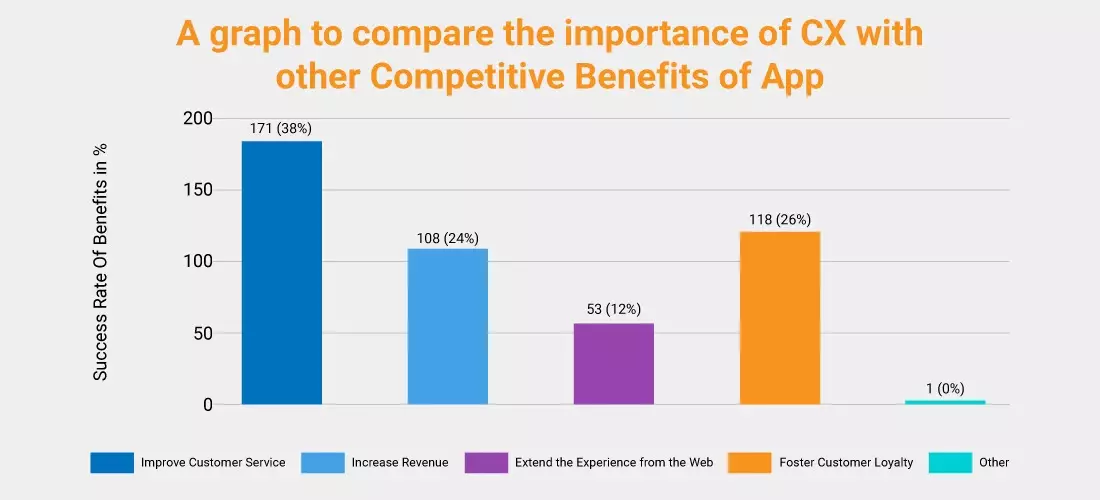 A graph to compare the importance of CX with
other Competitive Benefits of App
Success Rate Of Benefits in %
200
150
100
50
0
171 (38%)
108 (24%)
53 (12%)
118 (26%)
1 (0%)
Improve Customer Service
Increase Revenue
Extend the Experience from the Web
Foster Customer Loyalty
Other